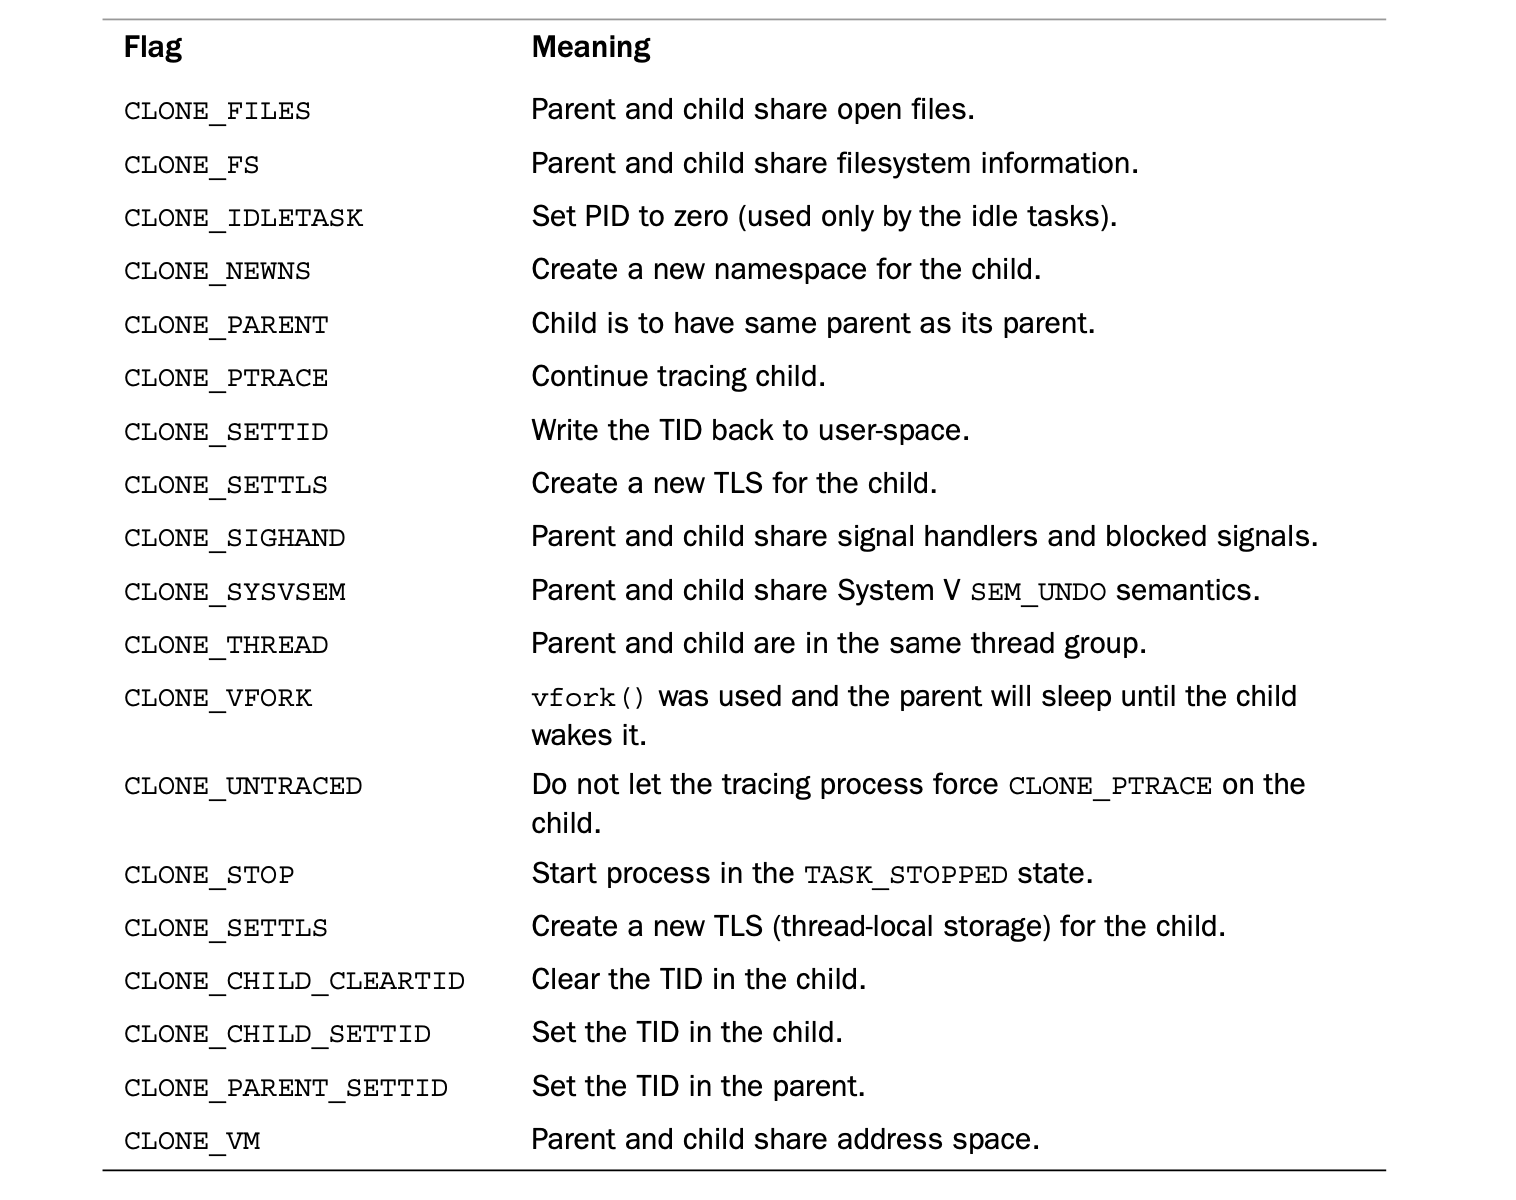 Flag Meaning
CLONE_FILES Parent and child share open files.
CLONE_FS Parent and child share filesystem information.
CLONE_IDLETASK Set PID to zero (used only by the idle tasks).
CLONE_NEWNS Create a new namespace for the child.
CLONE_PARENT Child is to have same parent as its parent.
CLONE_PTRACE Continue tracing child.
CLONE_SETTID Write the TID back to user-space.
CLONE_SETTLS Create a new TLS for the child.
CLONE_SIGHAND Parent and child share signal handlers and blocked signals.
CLONE_SYSVSEM Parent and child share System V SEM_UNDO semantics.
CLONE_THREAD Parent and child are in the same thread group.
CLONE_VFORK vfork() was used and the parent will sleep until the child
wakes it.
CLONE_UNTRACED Do not let the tracing process force CLONE_PTRACE on the
child.
CLONE_STOP Start process in the TASK_STOPPED state.
CLONE_SETTLS Create a new TLS (thread-local storage) for the child.
CLONE_CHILD_CLEARTID Clear the TID in the child.
CLONE_CHILD_SETTID Set the TID in the child.
CLONE_PARENT_SETTID Set the TID in the parent.
CLONE_VM Parent and child share address space.